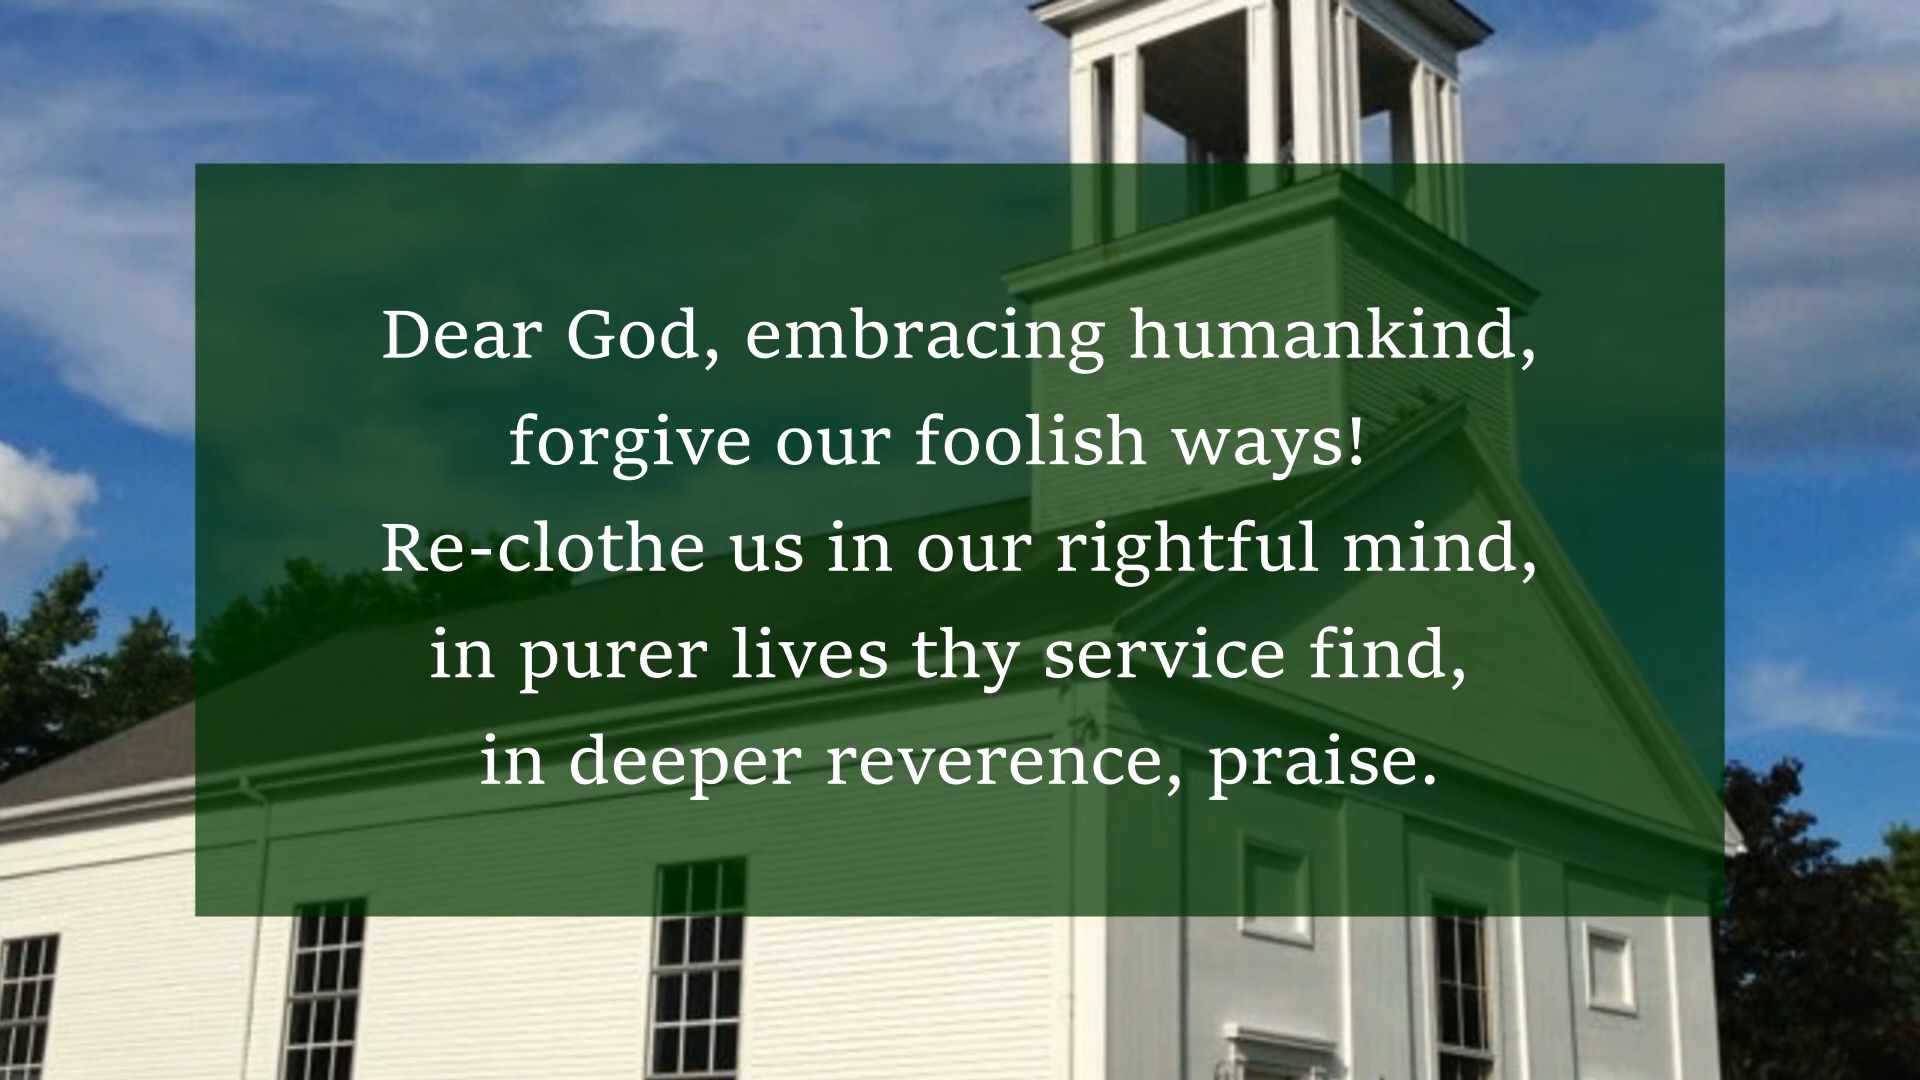 Dear God, embracing humankind,
forgive our foolish ways!
Re-clothe us in our rightful mind,
in purer lives thy service find,
in deeper reverence, praise.